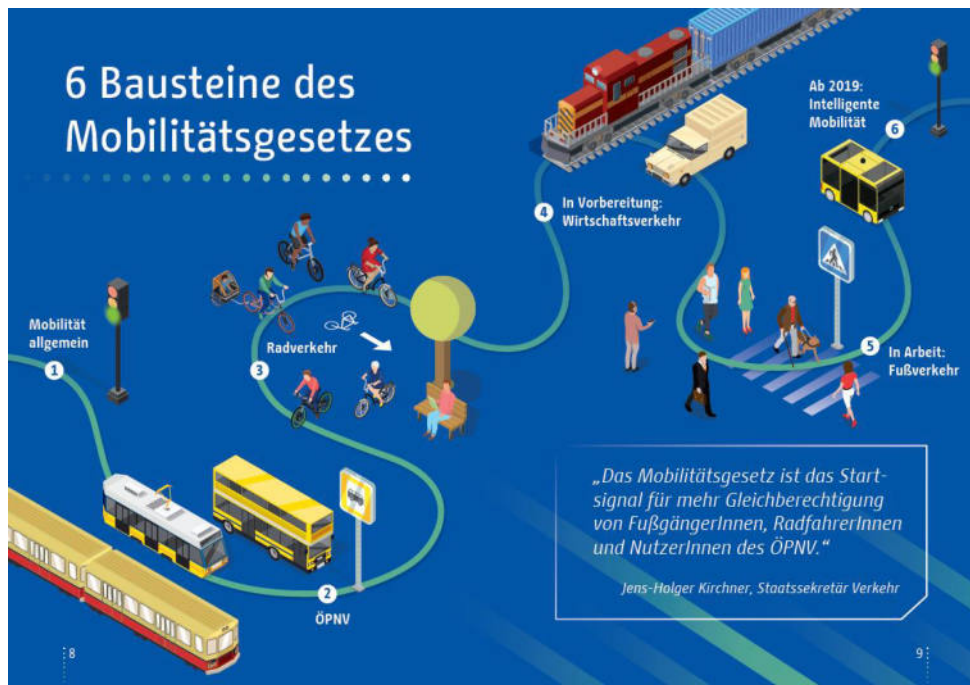 6 Bausteine des
Mobilitätsgesetzes
Mobilität
allgemein
1
2
ÖPNV
Radverkehr
3
4
In Vorbereitung:
Wirtschaftsverkehr
5
In Arbeit:
Fußverkehr
Ab 2019:
Intelligente
Mobilität
6
„Das Mobilitätsgesetz ist das Start-
signal für mehr Gleichberechtigung
von FußgängerInnen, RadfahrerInnen
und NutzerInnen des ÖPNV.“
Jens-Holger Kirchner, Staatssekretär Verkehr
8
9